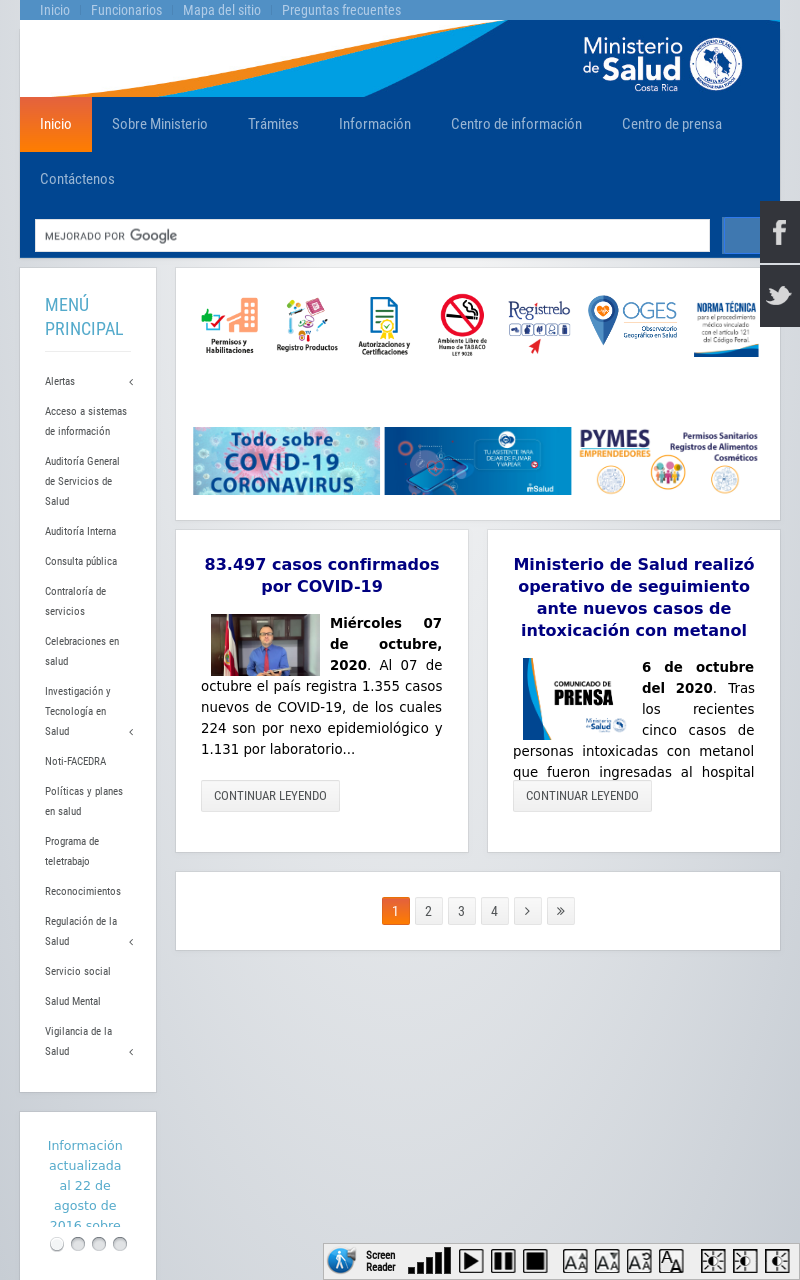 Inicio
Funcionarios
Mapa del sitio
Preguntas frecuentes
Ministerio
de Salud
Costa Rica
Inicio
Sobre Ministerio
Trámites
Información
Centro de información
Centro de prensa
Contáctenos
MEJORADO POR Google
MENÚ
PRINCIPAL
Alertas
Acceso a sistemas
de información
Auditoría General
de Servicios de
Salud
Auditoría Interna
Consulta pública
Contraloría de
servicios
Celebraciones en
salud
Investigación y
Tecnología en
Salud
Noti-FACEDRA
Políticas y planes
en salud
Programa de
teletrabajo
Reconocimientos
Regulación de la
Salud
Servicio social
Salud Mental
Vigilancia de la
Salud
Información
actualizada
al 22 de
agosto de
2016 sobre
Permisos y
Habilitaciones
Registro Productos
Autorizaciones y
Certificaciones
Ambiente Libre de
Humo de TABACO
LEY 9028
Regístrelo
OGES
Observatorio
Geográfico en Salud
NORMA TÉCNICA
para el procedimiento
médico vinculado
con el artículo 121
del Código Penal
Todo sobre
COVID-19
CORONAVIRUS
TU ASISTENTE PARA
DEJAR DE FUMAR
Y VAPEAR
mSalud
PYMES
EMPRENDEDORES
Permisos Sanitarios
Registros de Alimentos
Cosméticos
83.497 casos confirmados
por COVID-19
Miércoles 07
de octubre,
2020. Al 07 de
octubre el país registra 1.355 casos
nuevos de COVID-19, de los cuales
224 son por nexo epidemiológico y
1.131 por laboratorio...
CONTINUAR LEYENDO
Ministerio de Salud realizó
operativo de seguimiento
ante nuevos casos de
intoxicación con metanol
COMUNICADO DE
PRENSA
Ministerio
de Salud
6 de octubre
del 2020. Tras
los recientes
cinco casos de
personas intoxicadas con metanol
que fueron ingresadas al hospital
CONTINUAR LEYENDO
1 2 3 4 › »
Screen
Reader